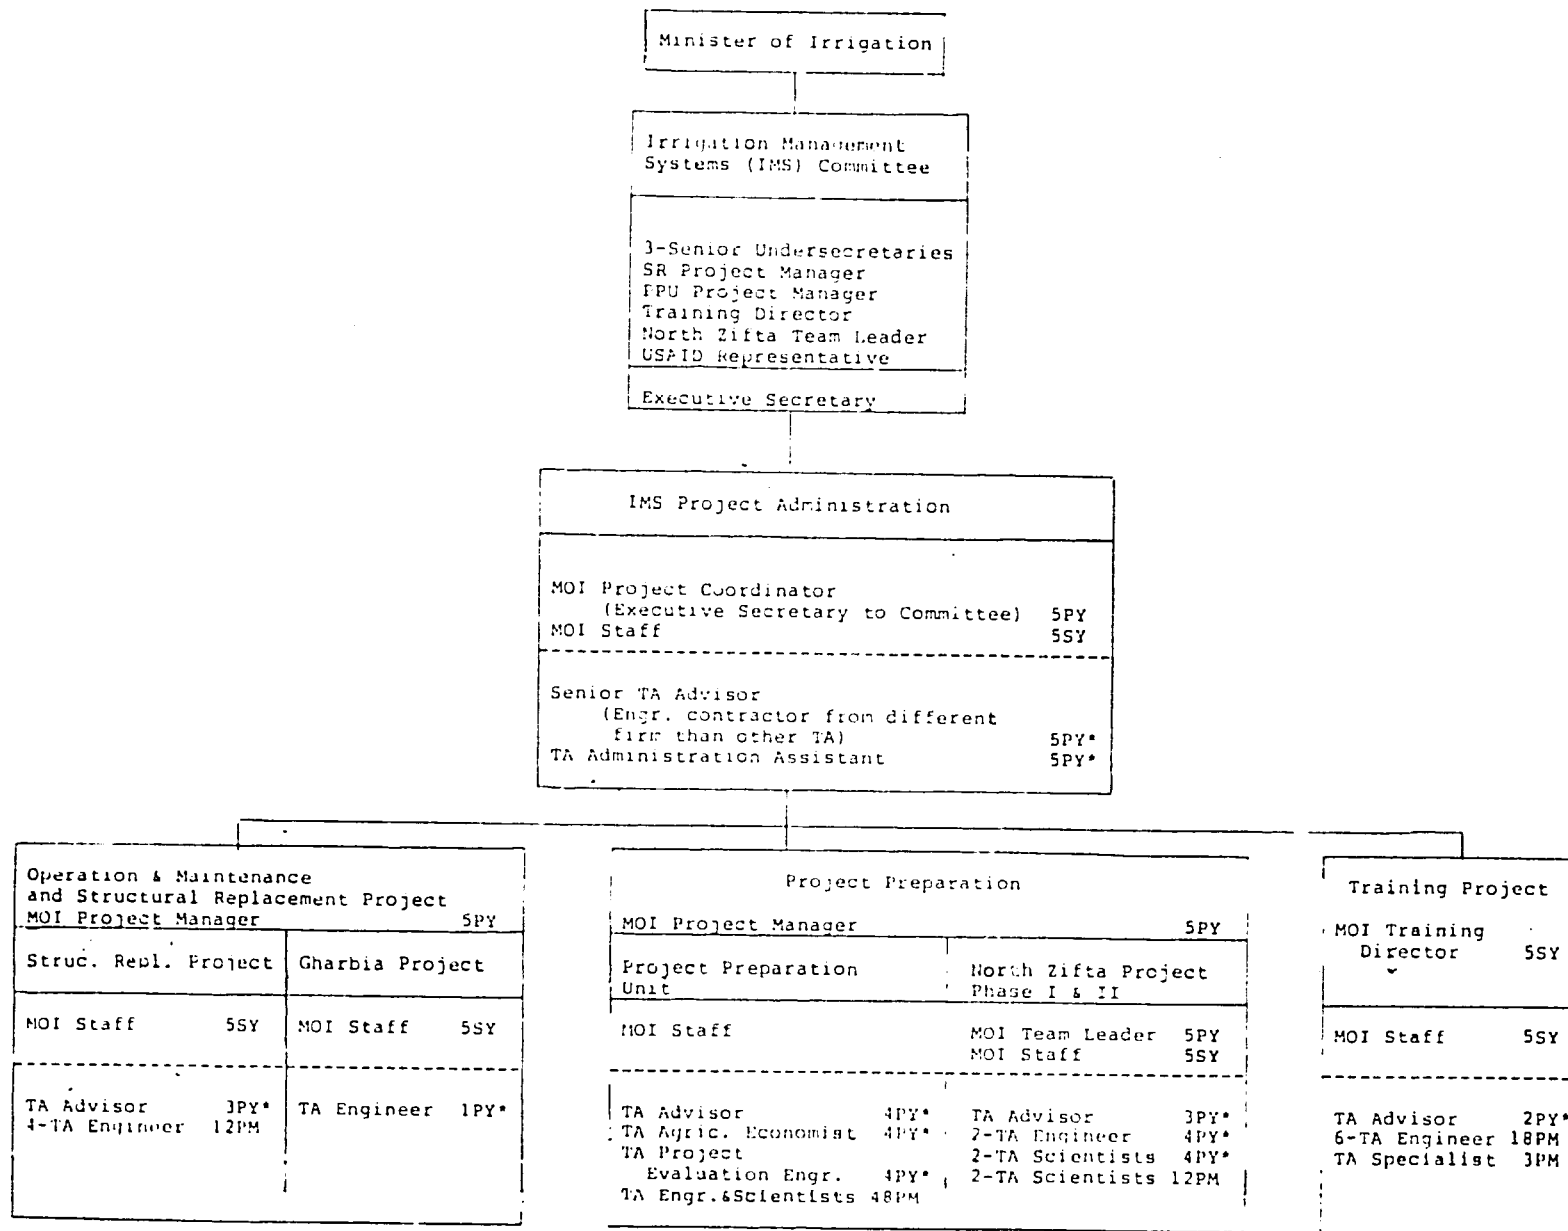 Minister of Irrigation
Irrigation Management
Systems (IMS) Committee
3-Senior Undersecretaries
SR Project Manager
PPU Project Manager
Training Director
North Zifta Team Leader
USAID Representative
Executive Secretary
IMS Project Administration
MOI Project Coordinator
(Executive Secretary to Committee) 5PY
MOI Staff 5SY
Senior TA Advisor
(Engr. contractor from different
firm than other TA) 5PY*
TA Administration Assistant 5PY*
Operation & Maintenance
and Structural Replacement Project
MOI Project Manager 5PY
Struc. Repl. Project
MOI Staff 5SY
TA Advisor 3PY*
4-TA Engineer 12PM
Gharbia Project
MOI Staff 5SY
TA Engineer 1PY*
Project Preparation
MOI Project Manager 5PY
Project Preparation
Unit
MOI Staff
TA Advisor 4PY*
TA Agric. Economist 4PY*
TA Project
Evaluation Engr. 4PY*
TA Engr.&Scientists 48PM
North Zifta Project
Phase I & II
MOI Team Leader 5PY
MOI Staff 5SY
TA Advisor 3PY*
2-TA Engineer 4PY*
2-TA Scientists 4PY*
2-TA Scientists 12PM
Training Project
MOI Training
Director 5SY
MOI Staff 5SY
TA Advisor 2PY*
6-TA Engineer 18PM
TA Specialist 3PM